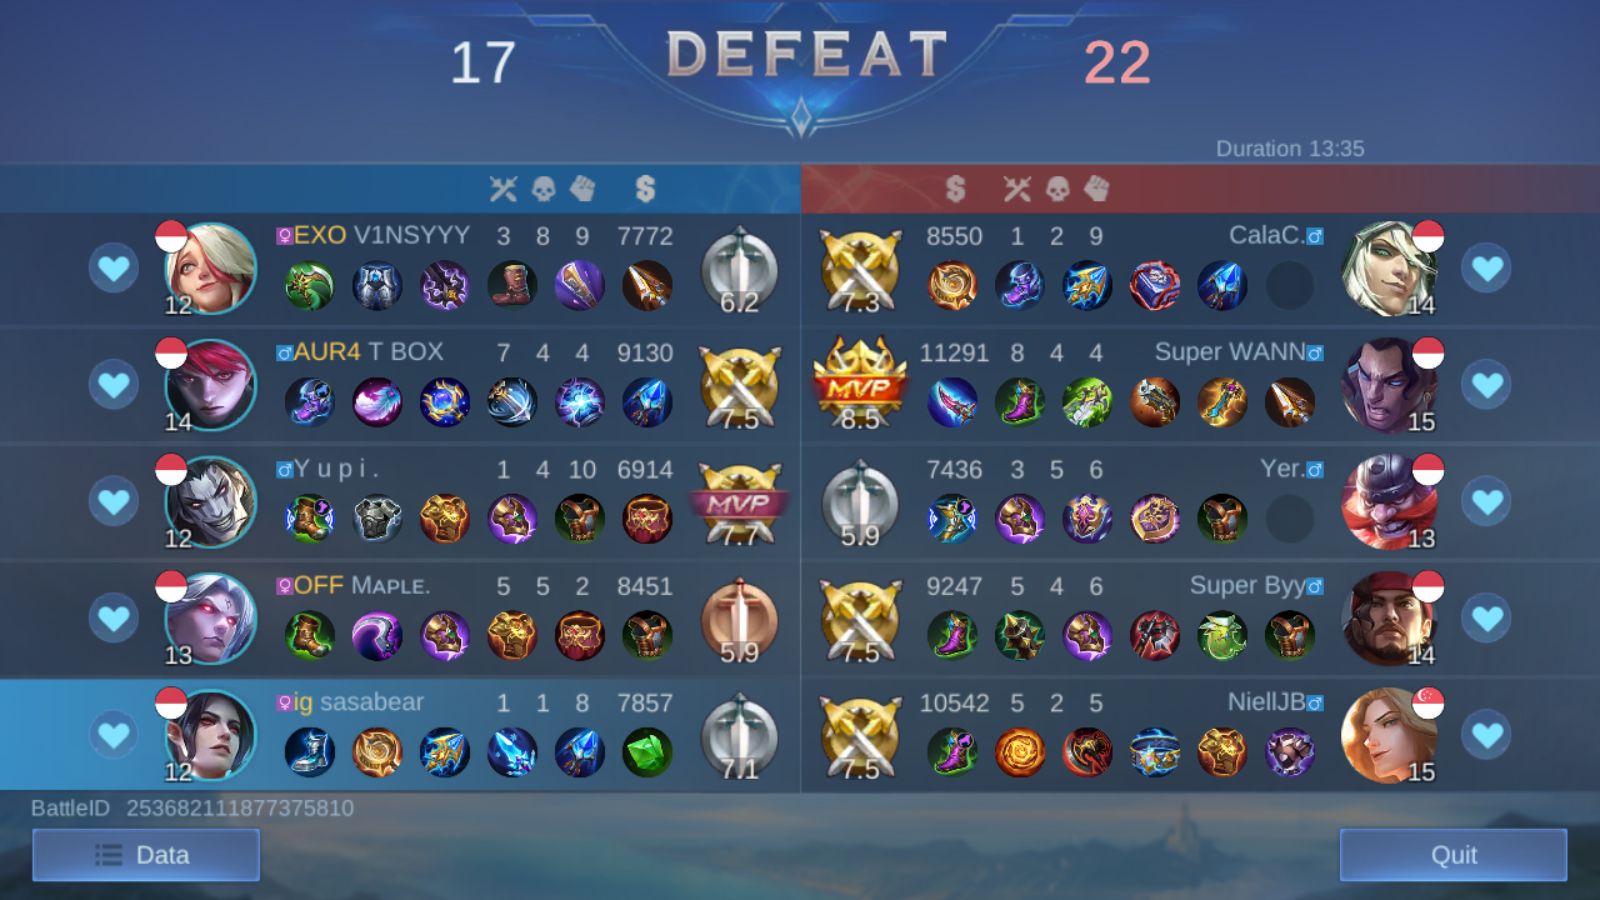 17 DEFEAT 22
Duration 13:35
EXO V1NSYYY 3 8 9 7772
12 6.2
8550 1 2 9 CalaC.
7.3 14
AUR4 T BOX 7 4 4 9130
14 7.5
11291 8 4 4 Super WANN
MVP 8.5 15
Y u p i . 1 4 10 6914
12 MVP 7.7
7436 3 5 6 Yer.
5.9 13
OFF MAPLE. 5 5 2 8451
13 5.9
9247 5 4 6 Super Byy
7.5 14
ig sasabear 1 1 8 7857
12 7.1
10542 5 2 5 NiellJB
7.5 15
BattleID 253682111877375810
Data Quit